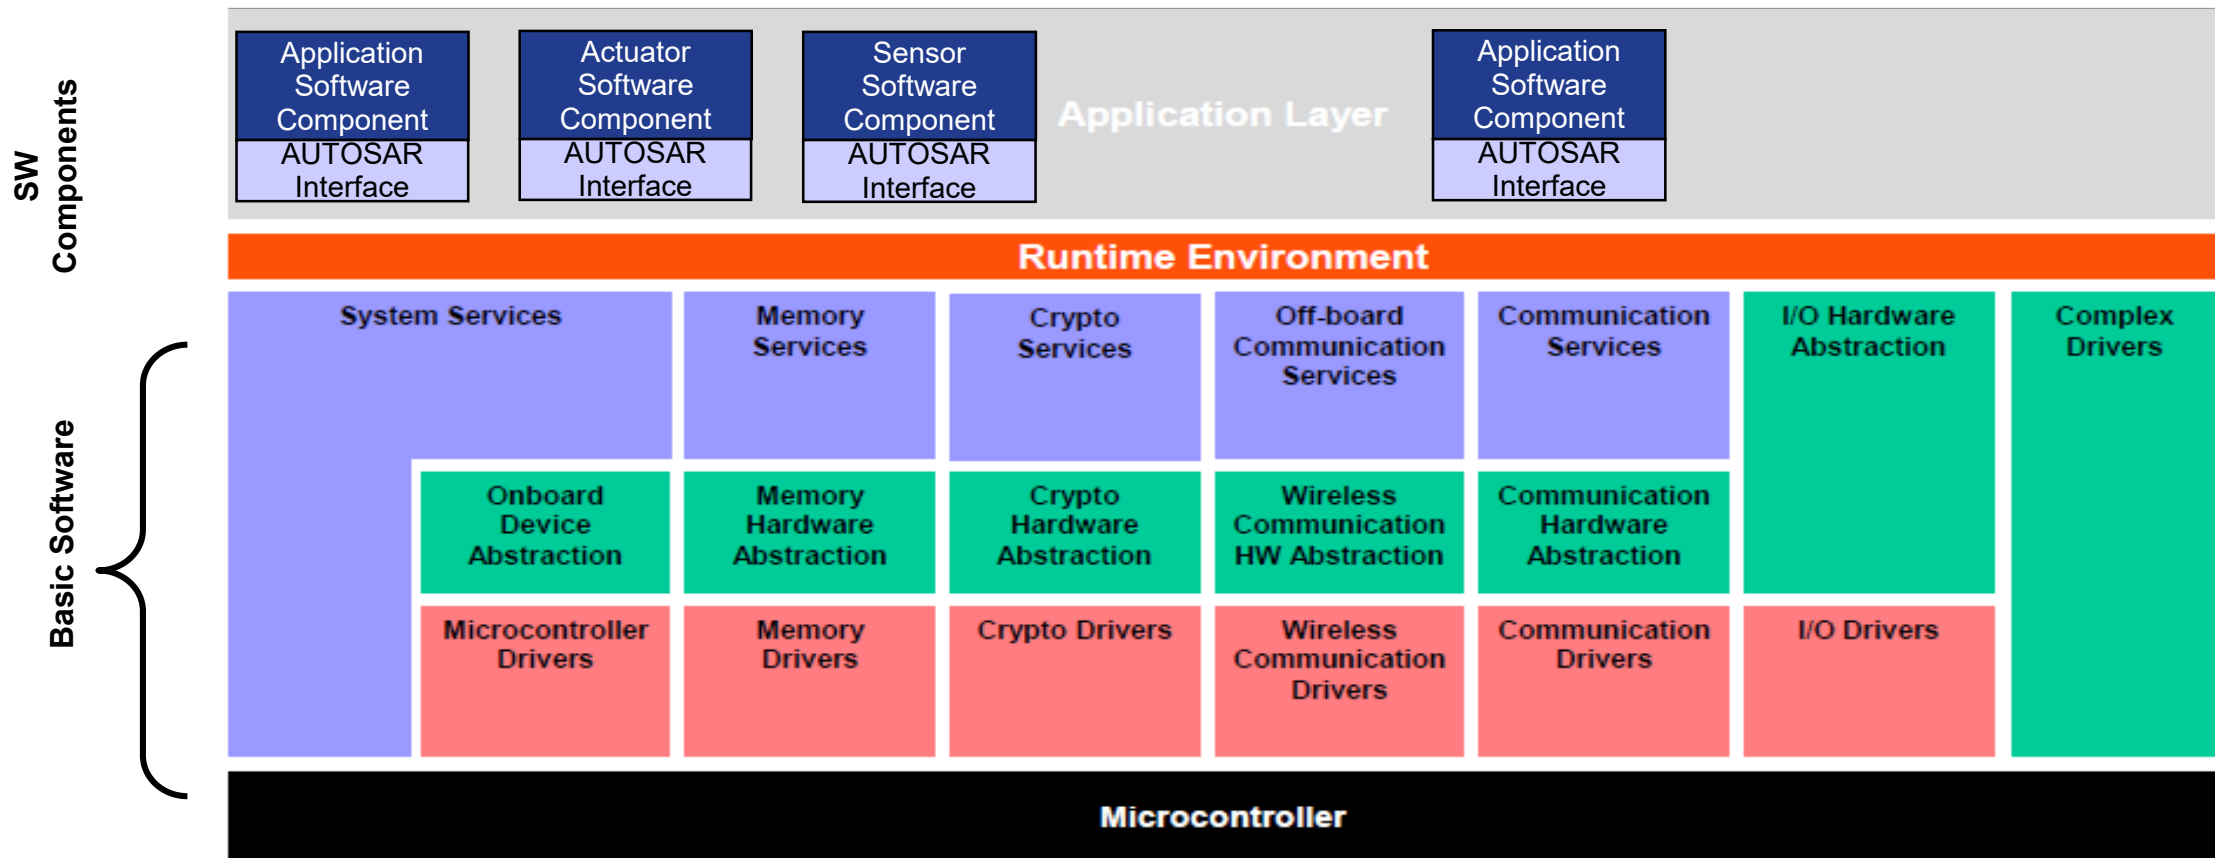 SW
Components
Application
Software
Component
AUTOSAR
Interface
Actuator
Software
Component
AUTOSAR
Interface
Sensor
Software
Component
AUTOSAR
Interface
Application Layer
Application
Software
Component
AUTOSAR
Interface
Runtime Environment
Basic Software
System Services
Memory
Services
Crypto
Services
Off-board
Communication
Services
Communication
Services
I/O Hardware
Abstraction
Complex
Drivers
Onboard
Device
Abstraction
Memory
Hardware
Abstraction
Crypto
Hardware
Abstraction
Wireless
Communication
HW Abstraction
Communication
Hardware
Abstraction
Microcontroller
Drivers
Memory
Drivers
Crypto Drivers
Wireless
Communication
Drivers
Communication
Drivers
I/O Drivers
Microcontroller